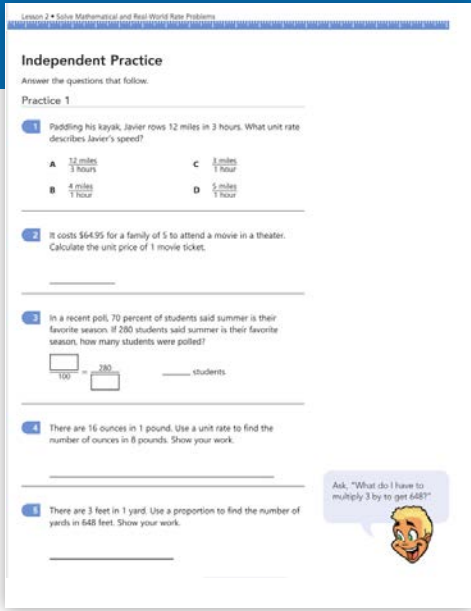 Lesson 2 • Solve Mathematical and Real-World Rate Problems
Independent Practice
Answer the questions that follow.
Practice 1
1 Paddling his kayak, Javier rows 12 miles in 3 hours. What unit rate
describes Javier's speed?
A 12 miles / 3 hours
C 3 miles / 1 hour
B 4 miles / 1 hour
D 5 miles / 1 hour
2 It costs $64.95 for a family of 5 to attend a movie in a theater.
Calculate the unit price of 1 movie ticket.
3 In a recent poll, 70 percent of students said summer is their
favorite season. If 280 students said summer is their favorite
season, how many students were polled?
100 = 280 students
4 There are 16 ounces in 1 pound. Use a unit rate to find the
number of ounces in 8 pounds. Show your work.
Ask, "What do I have to
multiply 3 by to get 648?"
5 There are 3 feet in 1 yard. Use a proportion to find the number of
yards in 648 feet. Show your work.